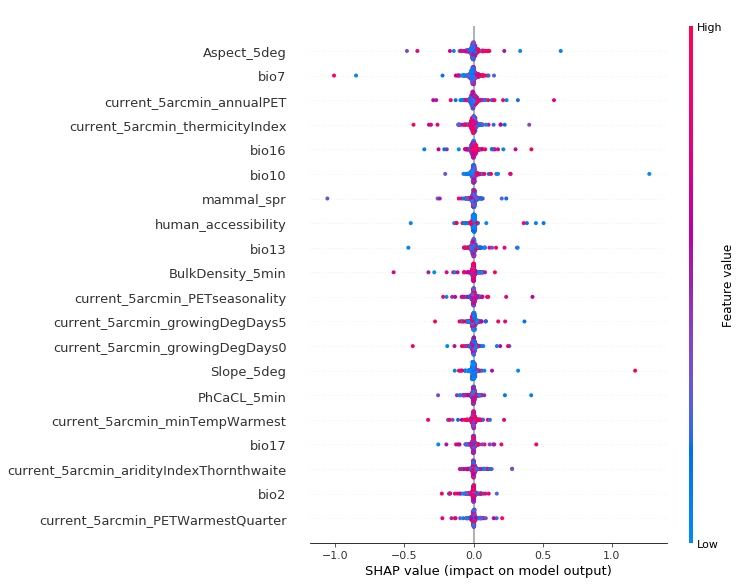 High
Aspect_5deg
bio7
current_5arcmin_annualPET
current_5arcmin_thermicityIndex
bio16
bio10
mammal_spr
human_accessibility
bio13
BulkDensity_5min
current_5arcmin_PETseasonality
current_5arcmin_growingDegDays5
current_5arcmin_growingDegDays0
Slope_5deg
PhCaCL_5min
current_5arcmin_minTempWarmest
bio17
current_5arcmin_aridityIndexThornthwaite
bio2
current_5arcmin_PETWarmestQuarter
Feature value
Low
−1.0 −0.5 0.0 0.5 1.0
SHAP value (impact on model output)